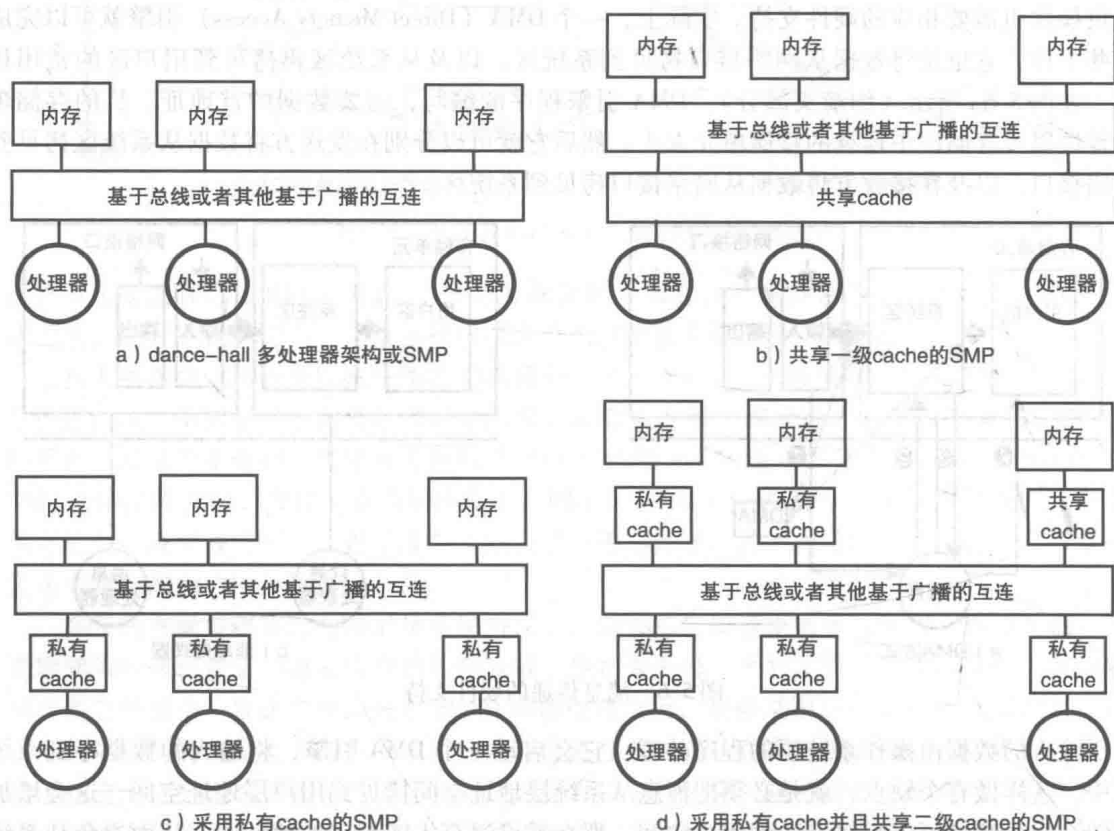 内存
内存
内存
基于总线或者其他基于广播的互连
处理器
处理器
处理器
a）dance-hall 多处理器架构或SMP
内存
内存
内存
基于总线或者其他基于广播的互连
共享cache
处理器
处理器
处理器
b）共享一级cache的SMP
内存
内存
内存
基于总线或者其他基于广播的互连
私有
cache
私有
cache
私有
cache
处理器
处理器
处理器
c）采用私有cache的SMP
内存
内存
内存
私有
cache
私有
cache
共享
cache
基于总线或者其他基于广播的互连
私有
cache
私有
cache
私有
cache
处理器
处理器
处理器
d）采用私有cache并且共享二级cache的SMP